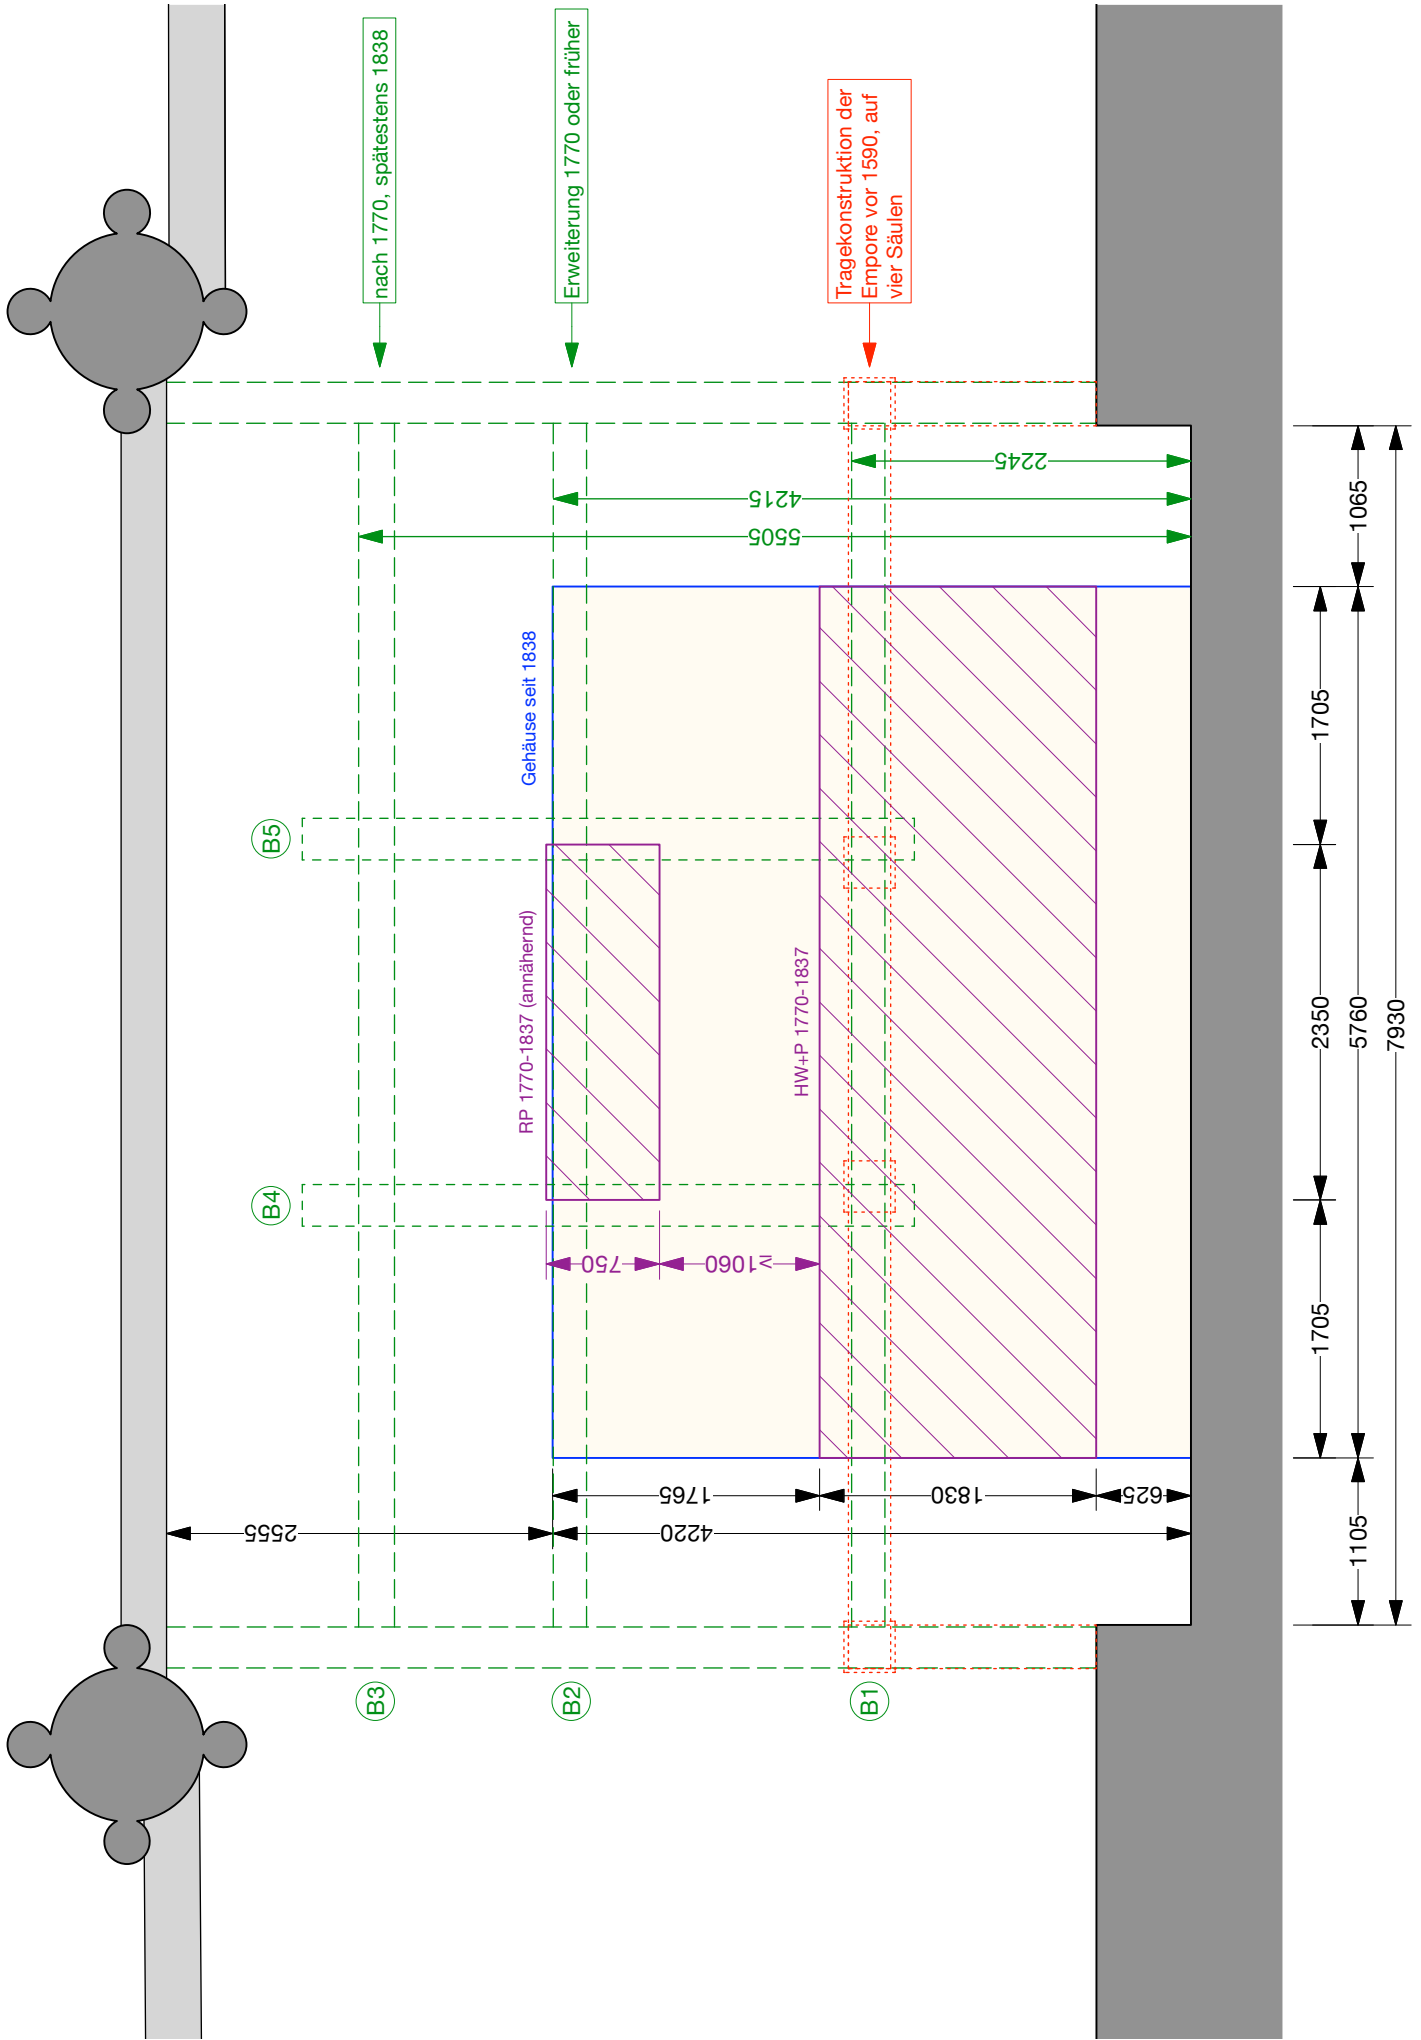 nach 1770, spätestens 1838
Erweiterung 1770 oder früher
Tragekonstruktion der
Empore vor 1590, auf
vier Säulen
2245
4215
5505
Gehäuse seit 1838
B5
RP 1770-1837 (annähernd)
HW+P 1770-1837
B4
750
≥1060
1765
1830
625
2555
4220
B3
B2
B1
1705
2350
1705
1065
5760
1105
7930